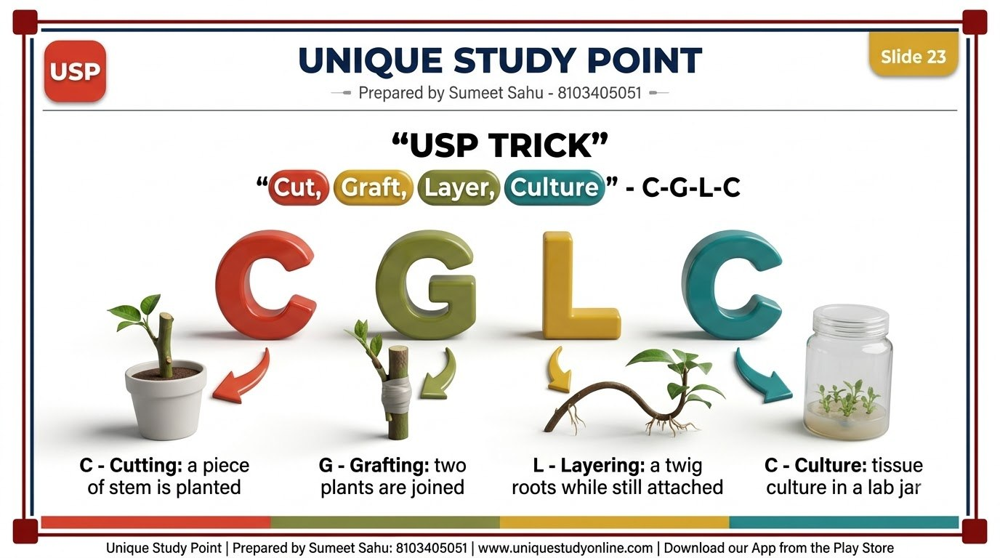 USP
UNIQUE STUDY POINT
Slide 23
Prepared by Sumeet Sahu - 8103405051
“USP TRICK”
“Cut, Graft, Layer, Culture” - C-G-L-C
C G L C
C - Cutting: a piece
of stem is planted
G - Grafting: two
plants are joined
L - Layering: a twig
roots while still attached
C - Culture: tissue
culture in a lab jar
Unique Study Point | Prepared by Sumeet Sahu: 8103405051 | www.uniquestudyonline.com | Download our App from the Play Store